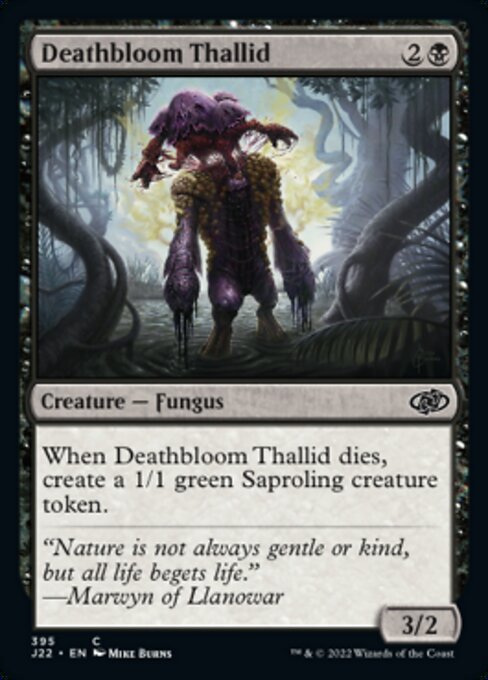 Deathbloom Thallid 2
Creature — Fungus
When Deathbloom Thallid dies,
create a 1/1 green Saproling creature
token.
“Nature is not always gentle or kind,
but all life begets life.”
—Marwyn of Llanowar
3/2
395 C
J22 • EN Mike Burns
™ & © 2022 Wizards of the Coast